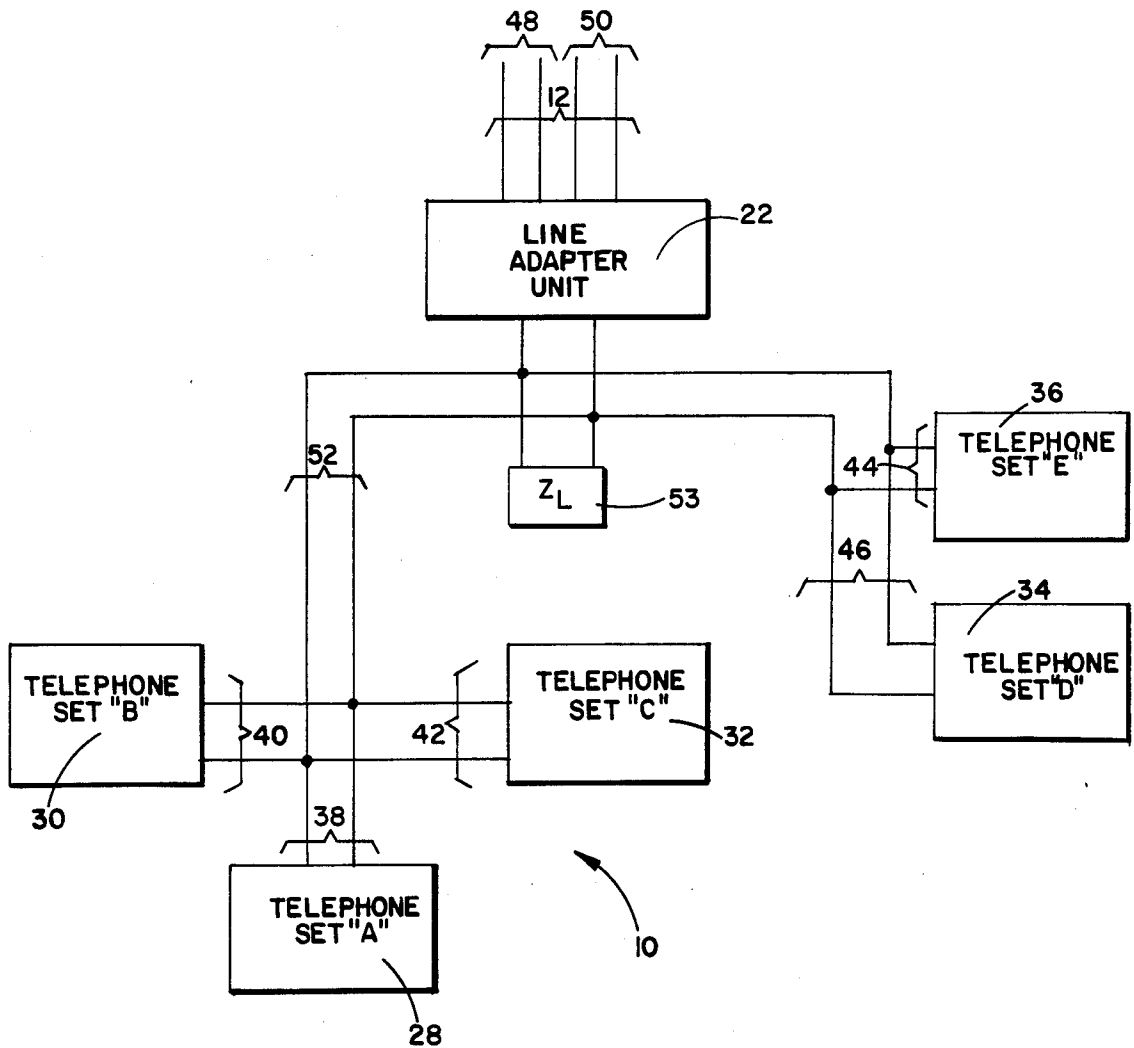 48 50
12
LINE
ADAPTER
UNIT
22
36
TELEPHONE
SET "E"
44
52
Z_L
53
46
34
TELEPHONE
SET "D"
TELEPHONE
SET "B"
40
30
42
TELEPHONE
SET "C"
32
38
TELEPHONE
SET "A"
28
10